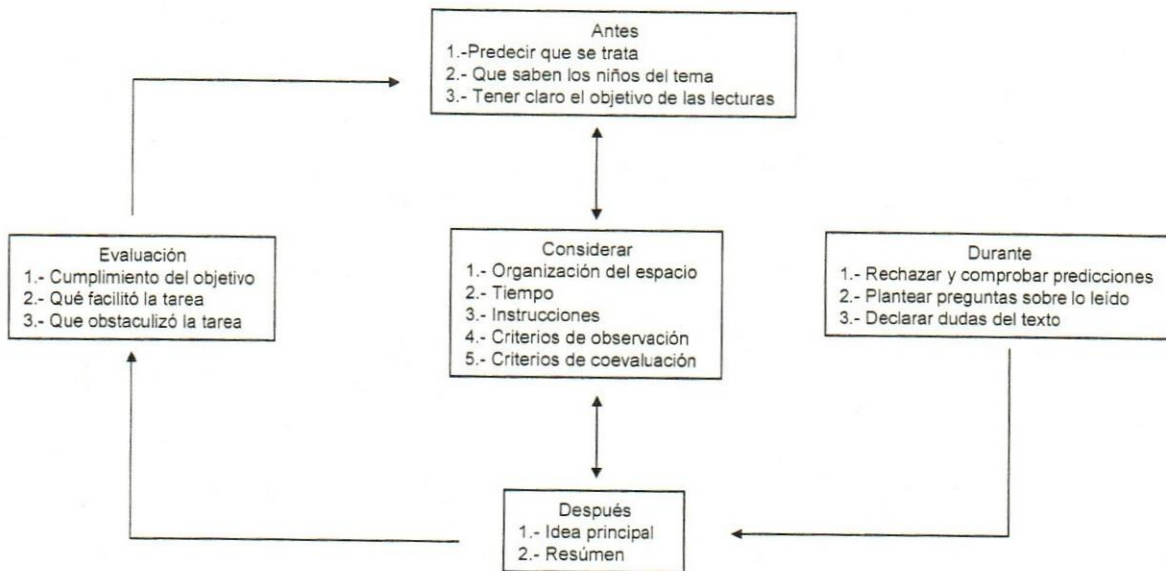 Antes
1.-Predecir que se trata
2.- Que saben los niños del tema
3.- Tener claro el objetivo de las lecturas
Evaluación
1.- Cumplimiento del objetivo
2.- Qué facilitó la tarea
3.- Que obstaculizó la tarea
Considerar
1.- Organización del espacio
2.- Tiempo
3.- Instrucciones
4.- Criterios de observación
5.- Criterios de coevaluación
Durante
1.- Rechazar y comprobar predicciones
2.- Plantear preguntas sobre lo leído
3.- Declarar dudas del texto
Después
1.- Idea principal
2.- Resúmen